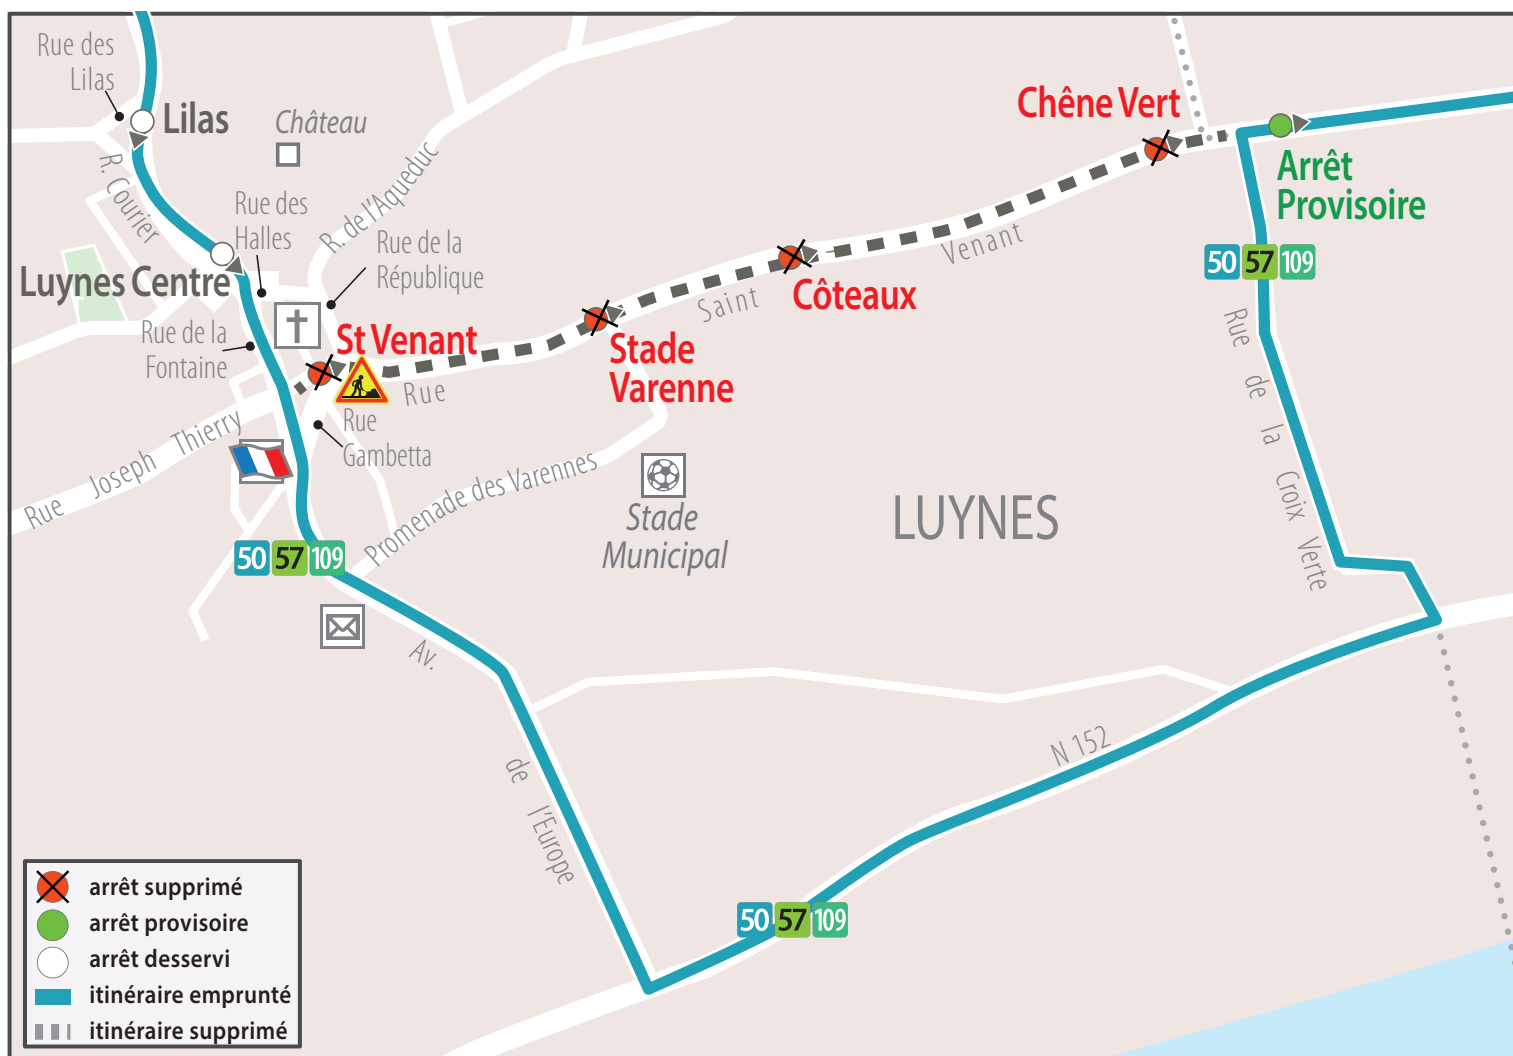 Rue des
Lilas
Lilas
Château
R. Courier
Rue des
Halles
R. de l'Aqueduc
Rue de la
République
Luynes Centre
Rue de la
Fontaine
St Venant
Rue Saint Venant
Stade
Varenne
Côteaux
Chêne Vert
Arrêt
Provisoire
50 57 109
Rue de la Croix Verte
Rue Joseph Thierry
Rue
Gambetta
Promenade des Varennes
Stade
Municipal
LUYNES
50 57 109
Av. de l'Europe
N 152
50 57 109
arrêt supprimé
arrêt provisoire
arrêt desservi
itinéraire emprunté
itinéraire supprimé